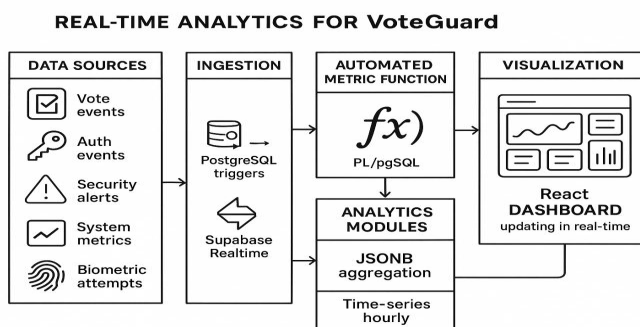 REAL-TIME ANALYTICS FOR VoteGuard
DATA SOURCES
Vote
events
Auth
events
Security
alerts
System
metrics
Biometric
attempts
INGESTION
PostgreSQL
triggers
Supabase
Realtime
AUTOMATED
METRIC FUNCTION
fx)
PL/pgSQL
ANALYTICS
MODULES
JSONB
aggregation
Time-series
hourly
VISUALIZATION
React
DASHBOARD
updating in real-time